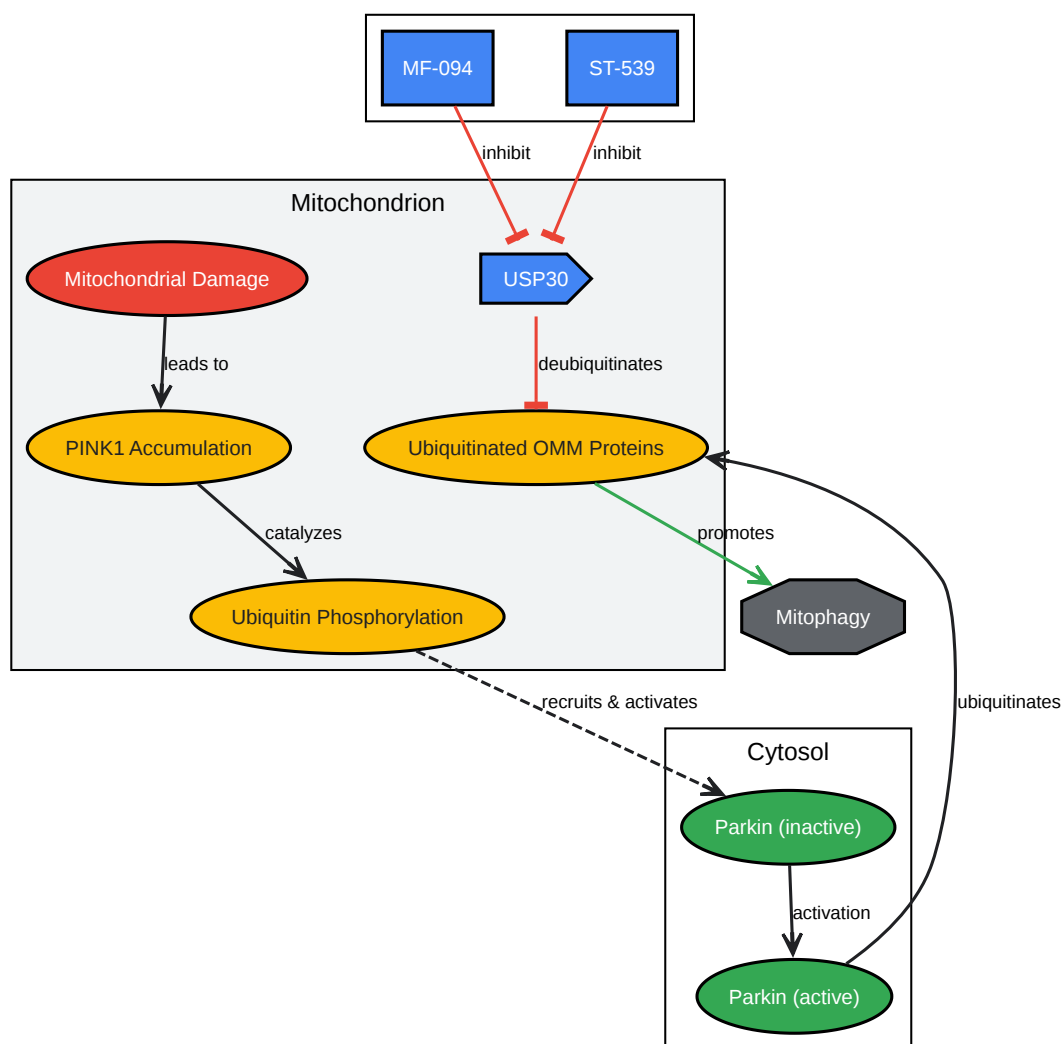 MF-094
ST-539
inhibit
inhibit
Mitochondrion
Mitochondrial Damage
USP30
leads to
deubiquitinates
PINK1 Accumulation
Ubiquitinated OMM Proteins
catalyzes
promotes
Ubiquitin Phosphorylation
Mitophagy
recruits & activates
ubiquitinates
Cytosol
Parkin (inactive)
activation
Parkin (active)